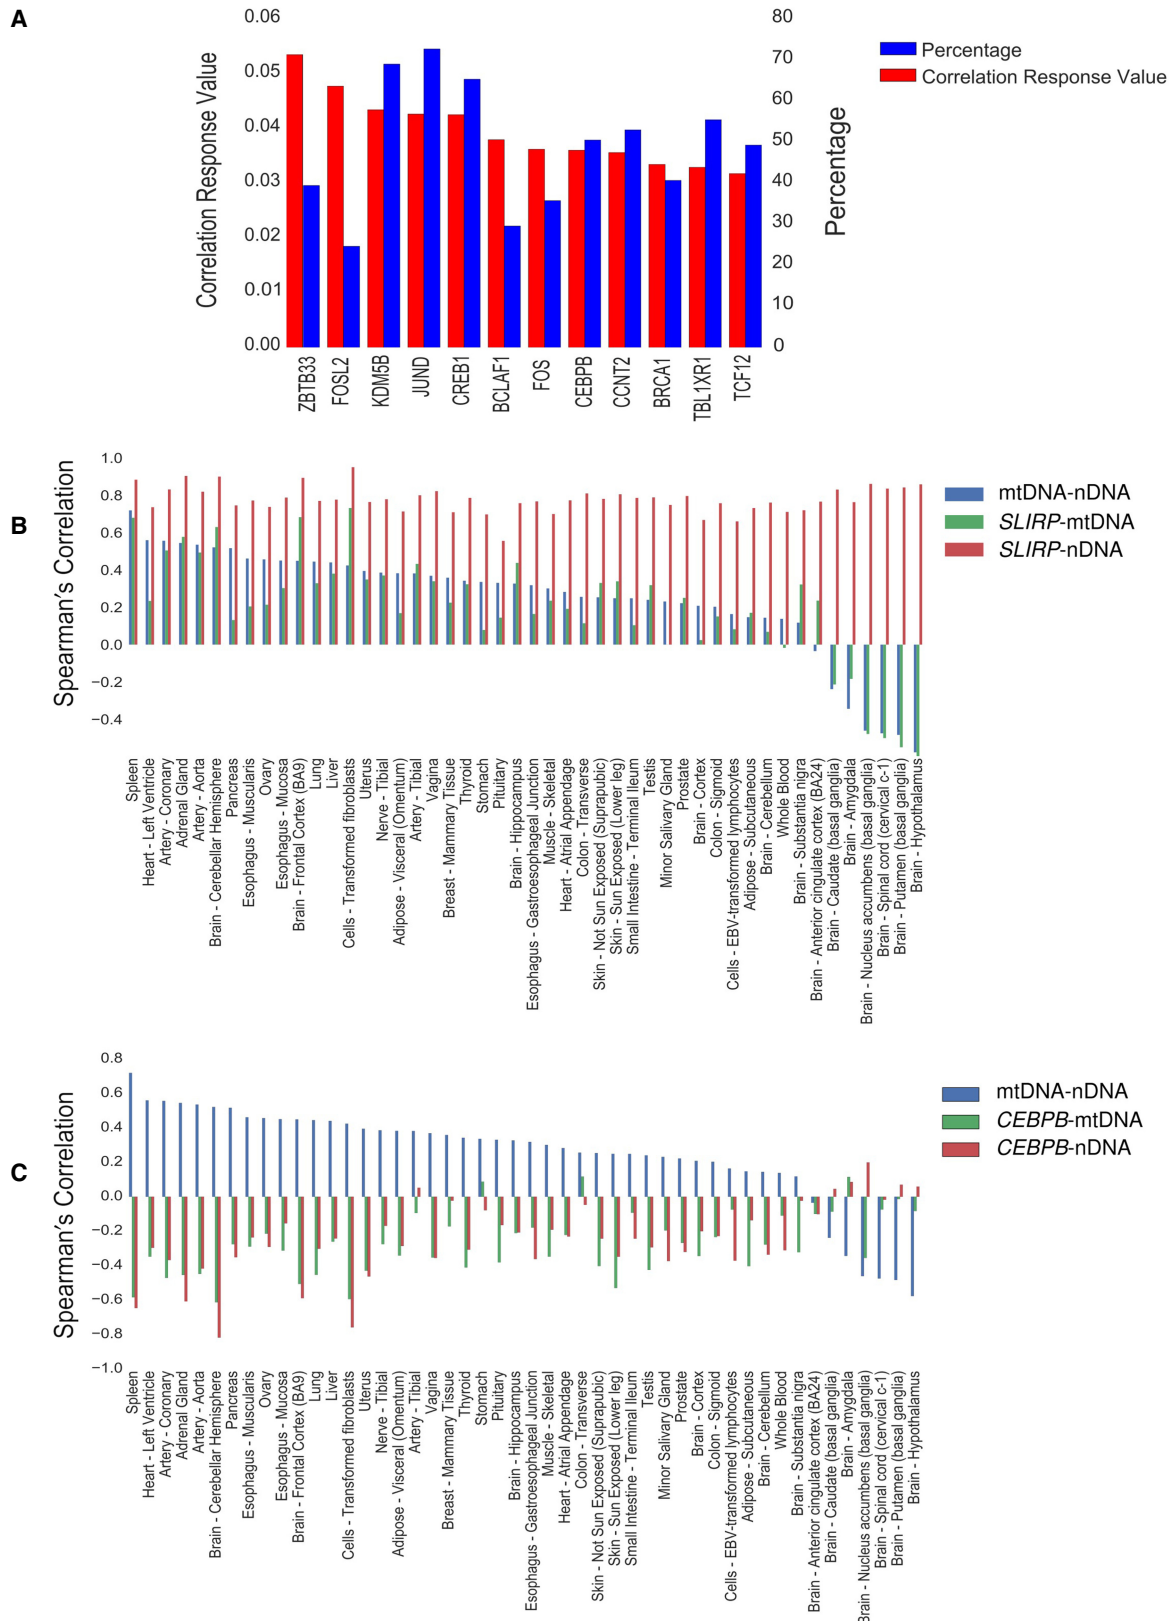 A
Correlation Response Value
0.06
0.05
0.04
0.03
0.02
0.01
0.00
80
70
60
50
40
30
20
10
0
Percentage
Percentage
Correlation Response Value
ZBTB33
FOSL2
KDM5B
JUND
CREB1
BCLAF1
FOS
CEBPB
CCNT2
BRCA1
TBL1XR1
TCF12
B
Spearman's Correlation
1.0
0.8
0.6
0.4
0.2
0.0
−0.2
−0.4
mtDNA-nDNA
SLIRP-mtDNA
SLIRP-nDNA
Spleen
Heart - Left Ventricle
Artery - Coronary
Adrenal Gland
Artery - Aorta
Brain - Cerebellar Hemisphere
Pancreas
Esophagus - Muscularis
Ovary
Esophagus - Mucosa
Brain - Frontal Cortex (BA9)
Lung
Liver
Cells - Transformed fibroblasts
Uterus
Nerve - Tibial
Adipose - Visceral (Omentum)
Artery - Tibial
Vagina
Breast - Mammary Tissue
Thyroid
Stomach
Pituitary
Brain - Hippocampus
Esophagus - Gastroesophageal Junction
Muscle - Skeletal
Heart - Atrial Appendage
Colon - Transverse
Skin - Not Sun Exposed (Suprapubic)
Skin - Sun Exposed (Lower leg)
Small Intestine - Terminal Ileum
Testis
Minor Salivary Gland
Prostate
Brain - Cortex
Colon - Sigmoid
Cells - EBV-transformed lymphocytes
Adipose - Subcutaneous
Brain - Cerebellum
Whole Blood
Brain - Substantia nigra
Brain - Anterior cingulate cortex (BA24)
Brain - Caudate (basal ganglia)
Brain - Amygdala
Brain - Nucleus accumbens (basal ganglia)
Brain - Spinal cord (cervical c-1)
Brain - Putamen (basal ganglia)
Brain - Hypothalamus
C
Spearman's Correlation
0.8
0.6
0.4
0.2
0.0
−0.2
−0.4
−0.6
−0.8
−1.0
mtDNA-nDNA
CEBPB-mtDNA
CEBPB-nDNA
Spleen
Heart - Left Ventricle
Artery - Coronary
Adrenal Gland
Artery - Aorta
Brain - Cerebellar Hemisphere
Pancreas
Esophagus - Muscularis
Ovary
Esophagus - Mucosa
Brain - Frontal Cortex (BA9)
Lung
Liver
Cells - Transformed fibroblasts
Uterus
Nerve - Tibial
Adipose - Visceral (Omentum)
Artery - Tibial
Vagina
Breast - Mammary Tissue
Thyroid
Stomach
Pituitary
Brain - Hippocampus
Esophagus - Gastroesophageal Junction
Muscle - Skeletal
Heart - Atrial Appendage
Colon - Transverse
Skin - Not Sun Exposed (Suprapubic)
Skin - Sun Exposed (Lower leg)
Small Intestine - Terminal Ileum
Testis
Minor Salivary Gland
Prostate
Brain - Cortex
Colon - Sigmoid
Cells - EBV-transformed lymphocytes
Adipose - Subcutaneous
Brain - Cerebellum
Whole Blood
Brain - Substantia nigra
Brain - Anterior cingulate cortex (BA24)
Brain - Caudate (basal ganglia)
Brain - Amygdala
Brain - Nucleus accumbens (basal ganglia)
Brain - Spinal cord (cervical c-1)
Brain - Putamen (basal ganglia)
Brain - Hypothalamus